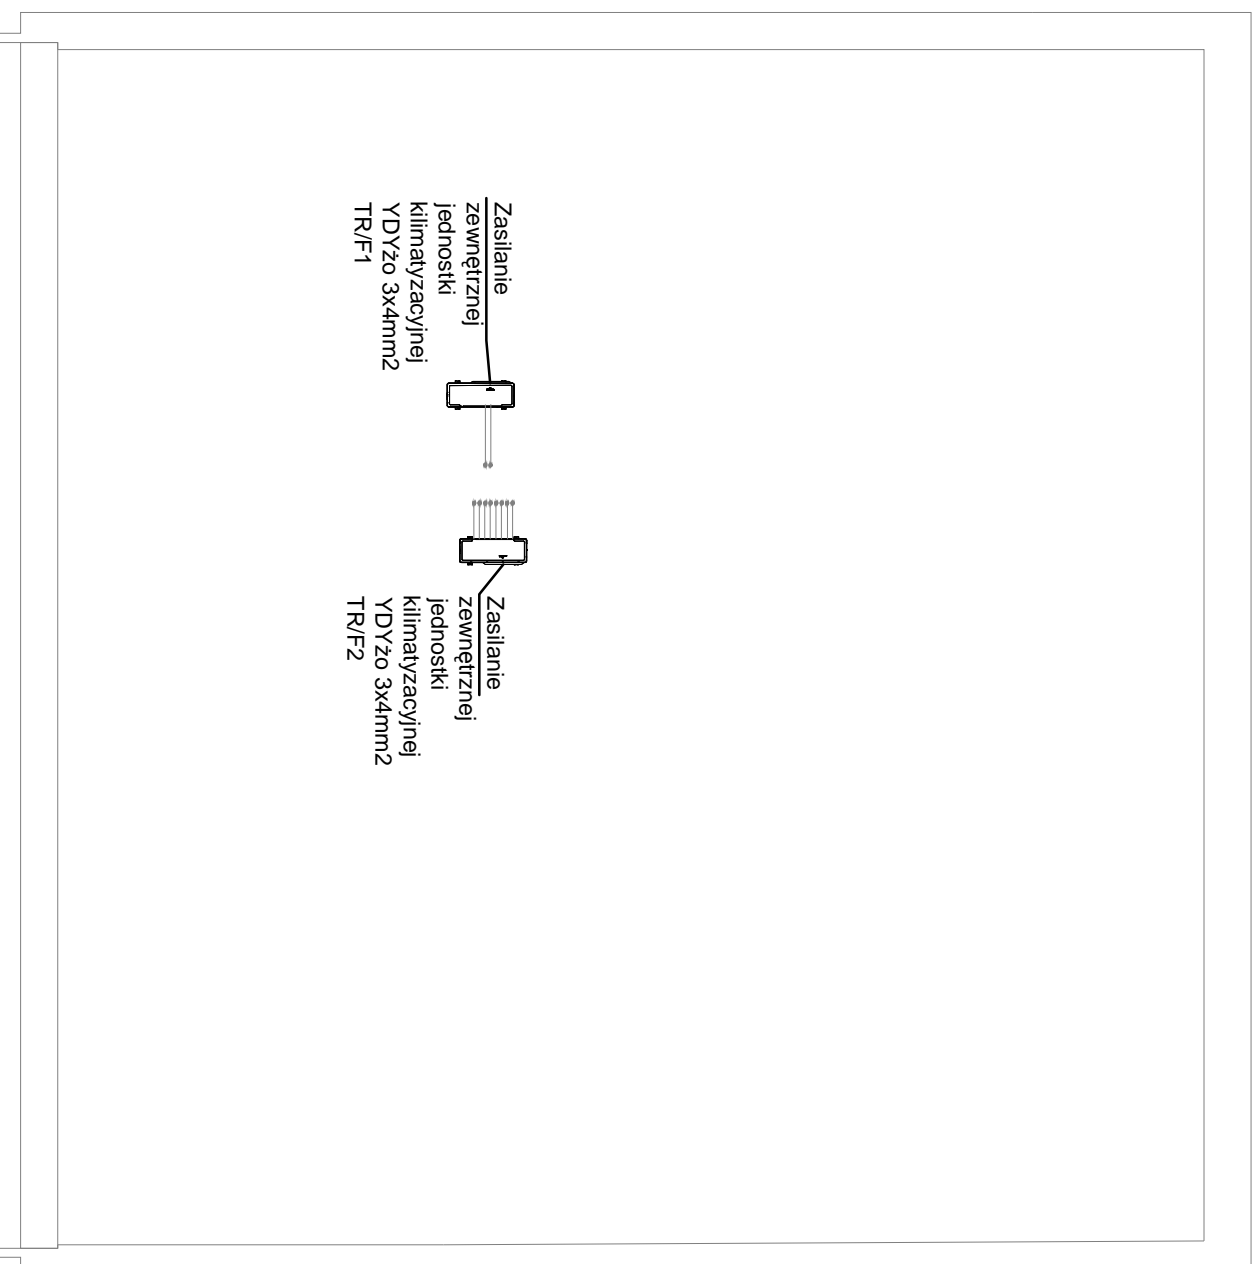 Zasilanie
zewnętrznej
jednostki
kilimatyzacyjnej
YDYżo 3x4mm2
TR/F1
Zasilanie
zewnętrznej
jednostki
kilimatyzacyjnej
YDYżo 3x4mm2
TR/F2